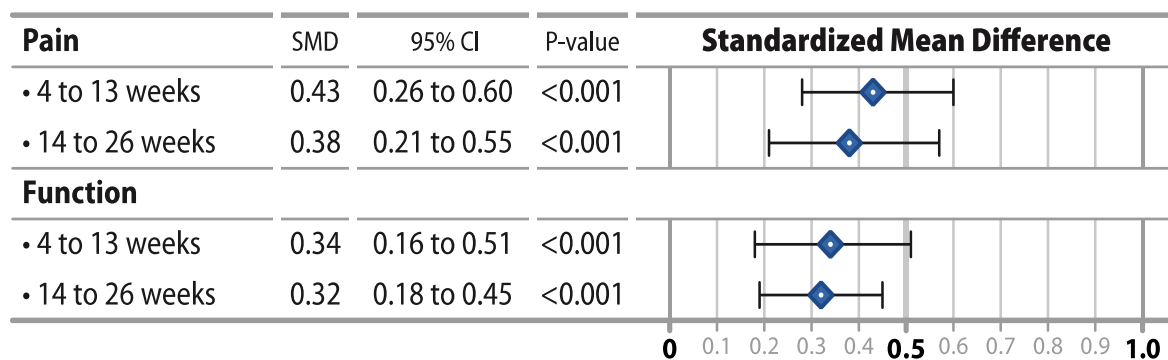 Pain SMD 95% CI P-value Standardized Mean Difference
• 4 to 13 weeks 0.43 0.26 to 0.60 <0.001
• 14 to 26 weeks 0.38 0.21 to 0.55 <0.001
Function
• 4 to 13 weeks 0.34 0.16 to 0.51 <0.001
• 14 to 26 weeks 0.32 0.18 to 0.45 <0.001
0 0.1 0.2 0.3 0.4 0.5 0.6 0.7 0.8 0.9 1.0